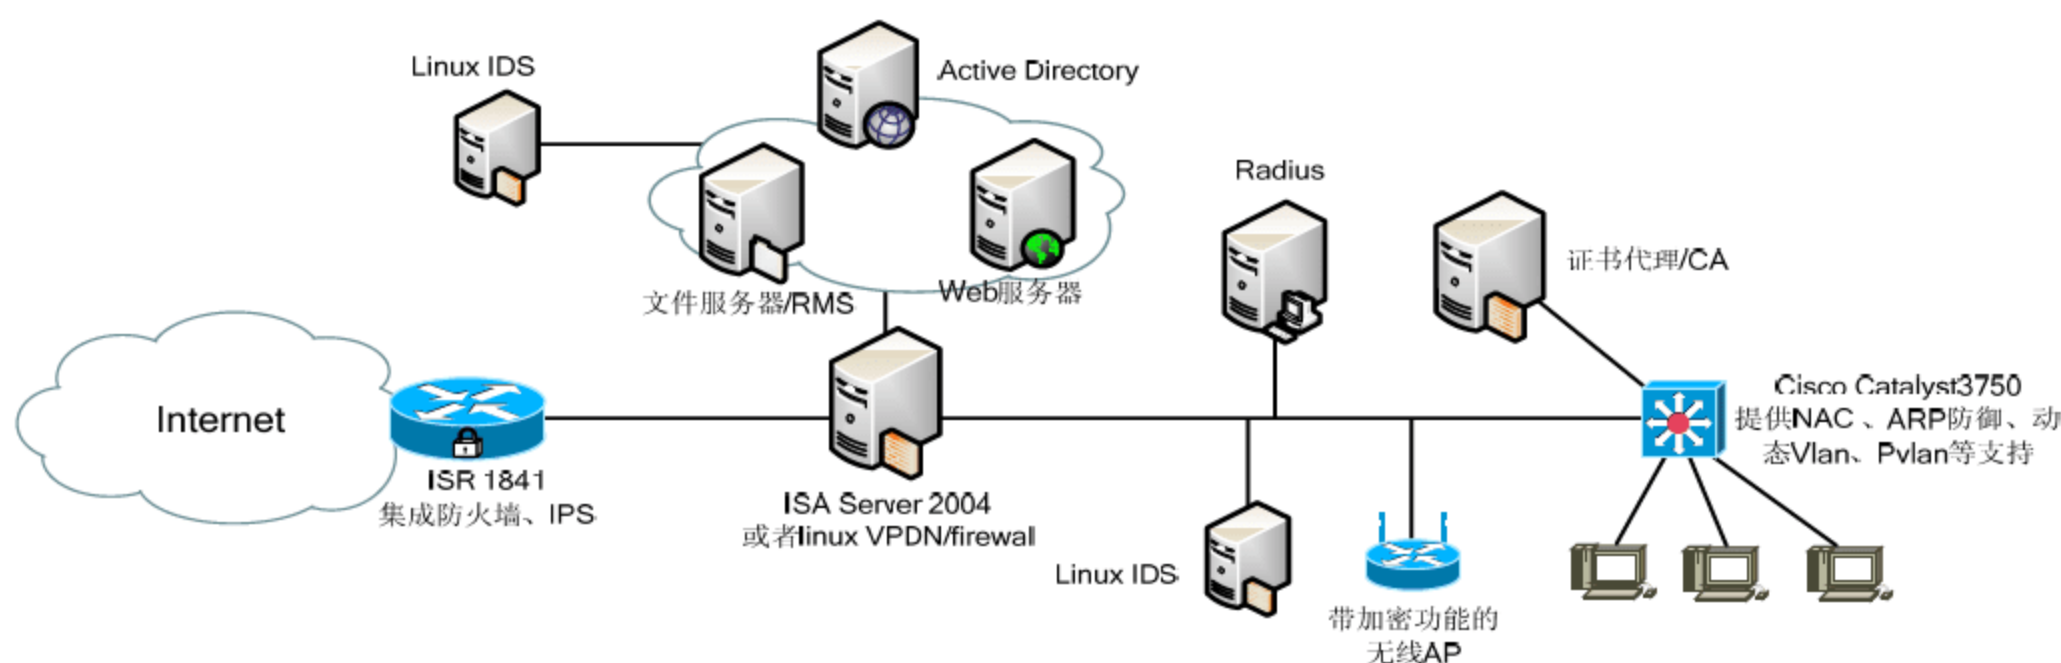 Linux IDS
Active Directory
文件服务器/RMS
Web服务器
Radius
证书代理/CA
Internet
ISR 1841
集成防火墙、IPS
ISA Server 2004
或者linux VPDN/firewall
Linux IDS
带加密功能的
无线AP
Cisco Catalyst3750
提供NAC、ARP防御、动
态Vlan、Pvlan等支持